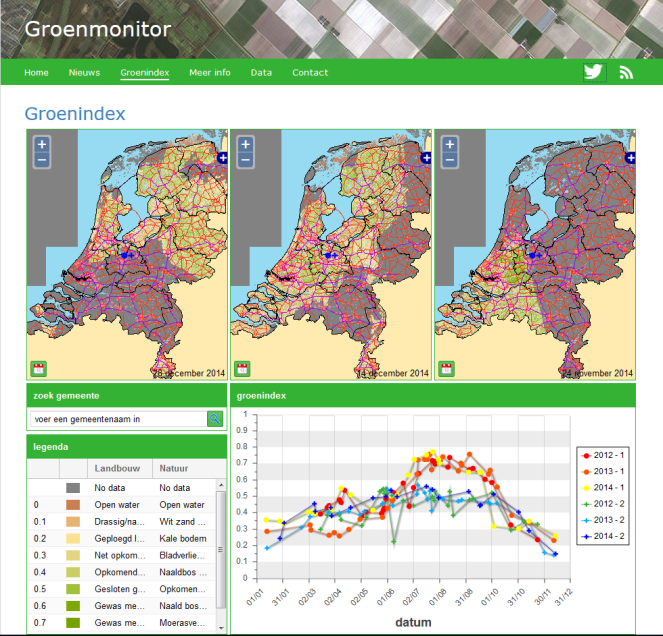 Groenmonitor
Home Nieuws Groenindex Meer info Data Contact
Groenindex
december 2014
december 2014
november 2014
zoek gemeente
voer een gemeentenaam in
legenda
Landbouw Natuur
No data No data
0 Open water Open water
0.1 Drassig/na... Wit zand ...
0.2 Geploegd l... Kale bodem
0.3 Net opkom... Bladverlie...
0.4 Opkomend... Naaldbos ...
0.5 Gesloten g... Opkomen...
0.6 Gewas me... Naald bos...
0.7 Gewas me... Moerasve...
groenindex
1
0.9
0.8
0.7
0.6
0.5
0.4
0.3
0.2
0.1
0
01/01 31/01 02/03 02/04 02/05 01/06 02/07 01/08 31/08 01/10 31/10 30/11 31/12
datum
2012 - 1
2013 - 1
2014 - 1
2012 - 2
2013 - 2
2014 - 2